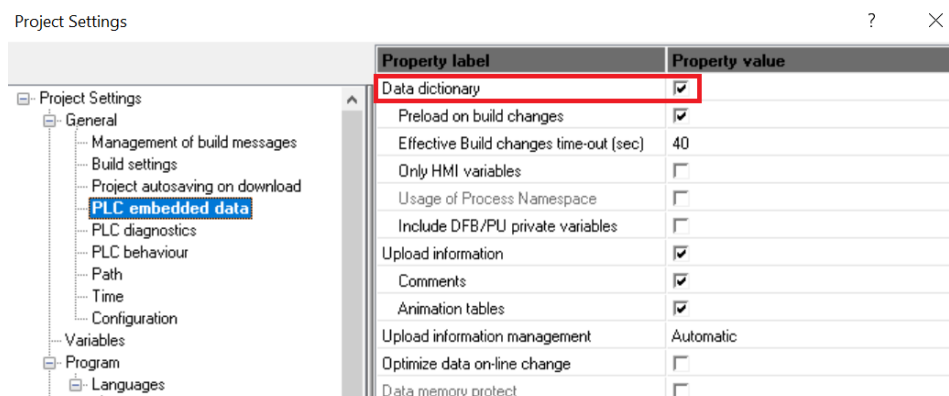 Project Settings ? ×
Property label Property value
Data dictionary
Project Settings
General
Preload on build changes
Management of build messages
Effective Build changes time-out (sec) 40
Build settings
Only HMI variables
Project autosaving on download
Usage of Process Namespace
PLC embedded data
Include DFB/PU private variables
PLC diagnostics
Upload information
PLC behaviour
Comments
Path
Animation tables
Time
Configuration
Upload information management Automatic
Variables
Optimize data on-line change
Program
Languages
Data memory protect